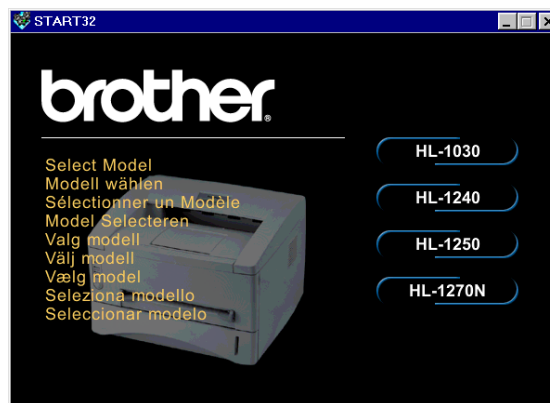 START32
brother®
Select Model
Modell wählen
Sélectionner un Modèle
Model Selecteren
Valg modell
Välj modell
Vælg model
Seleziona modello
Seleccionar modelo
HL-1030
HL-1240
HL-1250
HL-1270N